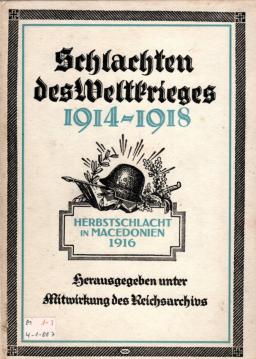 Schlachten
des Weltkrieges
1914-1918
HERBSTSCHLACHT
IN MACEDONIEN
1916
Herausgegeben unter
Mitwirkung des Reichsarchivs